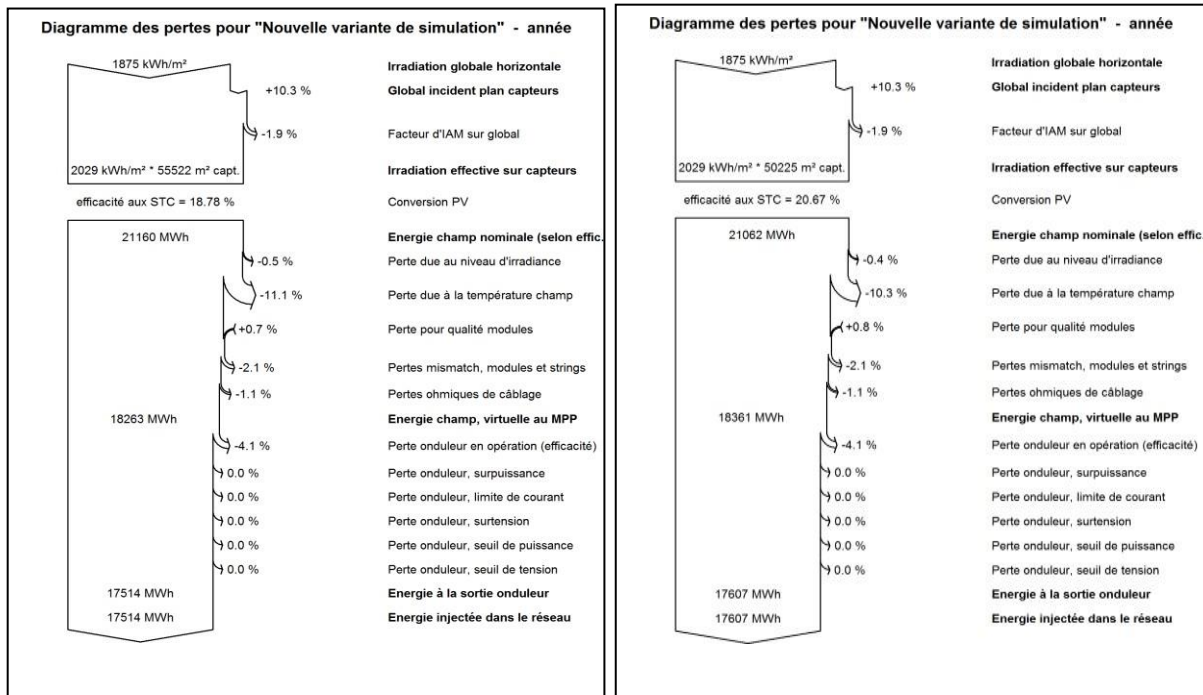 Diagramme des pertes pour "Nouvelle variante de simulation" - année
1875 kWh/m²
Irradiation globale horizontale
+10.3 %
Global incident plan capteurs
-1.9 %
Facteur d'IAM sur global
2029 kWh/m² * 55522 m² capt.
Irradiation effective sur capteurs
efficacité aux STC = 18.78 %
Conversion PV
21160 MWh
Energie champ nominale (selon effic.
-0.5 %
Perte due au niveau d'irradiance
-11.1 %
Perte due à la température champ
+0.7 %
Perte pour qualité modules
-2.1 %
Pertes mismatch, modules et strings
-1.1 %
Pertes ohmiques de câblage
18263 MWh
Energie champ, virtuelle au MPP
-4.1 %
Perte onduleur en opération (efficacité)
0.0 %
Perte onduleur, surpuissance
0.0 %
Perte onduleur, limite de courant
0.0 %
Perte onduleur, surtension
0.0 %
Perte onduleur, seuil de puissance
0.0 %
Perte onduleur, seuil de tension
17514 MWh
Energie à la sortie onduleur
17514 MWh
Energie injectée dans le réseau
Diagramme des pertes pour "Nouvelle variante de simulation" - année
1875 kWh/m²
Irradiation globale horizontale
+10.3 %
Global incident plan capteurs
-1.9 %
Facteur d'IAM sur global
2029 kWh/m² * 50225 m² capt.
Irradiation effective sur capteurs
efficacité aux STC = 20.67 %
Conversion PV
21062 MWh
Energie champ nominale (selon effic.
-0.4 %
Perte due au niveau d'irradiance
-10.3 %
Perte due à la température champ
+0.8 %
Perte pour qualité modules
-2.1 %
Pertes mismatch, modules et strings
-1.1 %
Pertes ohmiques de câblage
18361 MWh
Energie champ, virtuelle au MPP
-4.1 %
Perte onduleur en opération (efficacité)
0.0 %
Perte onduleur, surpuissance
0.0 %
Perte onduleur, limite de courant
0.0 %
Perte onduleur, surtension
0.0 %
Perte onduleur, seuil de puissance
0.0 %
Perte onduleur, seuil de tension
17607 MWh
Energie à la sortie onduleur
17607 MWh
Energie injectée dans le réseau